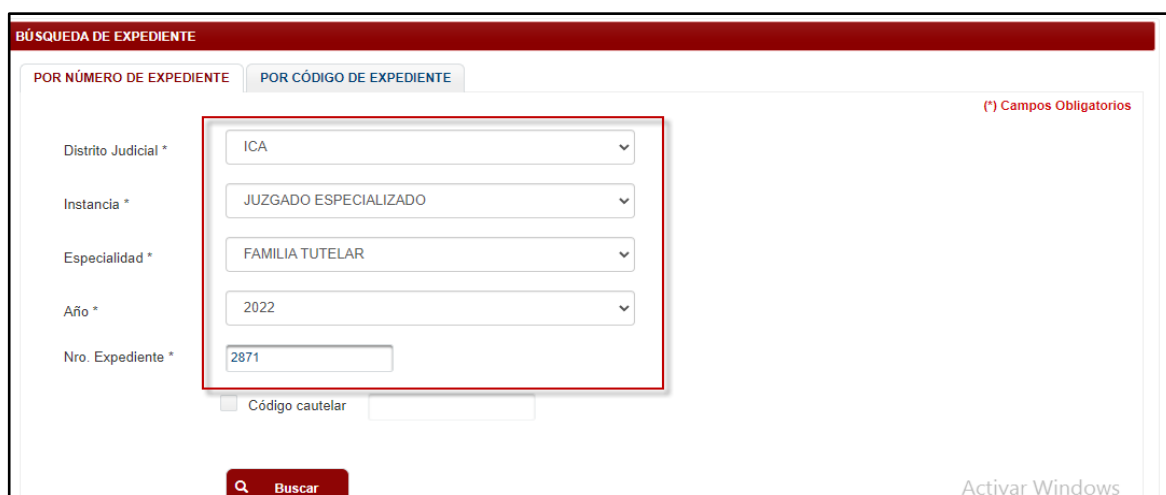 BÚSQUEDA DE EXPEDIENTE
POR NÚMERO DE EXPEDIENTE POR CÓDIGO DE EXPEDIENTE
(*) Campos Obligatorios
Distrito Judicial * ICA
Instancia * JUZGADO ESPECIALIZADO
Especialidad * FAMILIA TUTELAR
Año * 2022
Nro. Expediente * 2871
Código cautelar
Buscar
Activar Windows